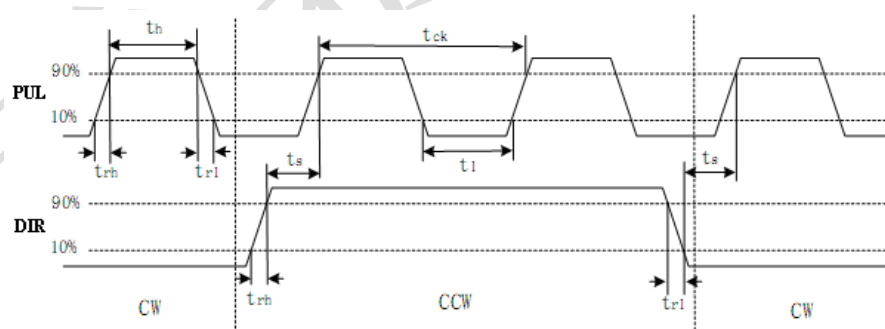 th
tck
90%
PUL
10%
trh
trl
ts
tl
ts
90%
DIR
10%
trh
trl
CW
CCW
CW